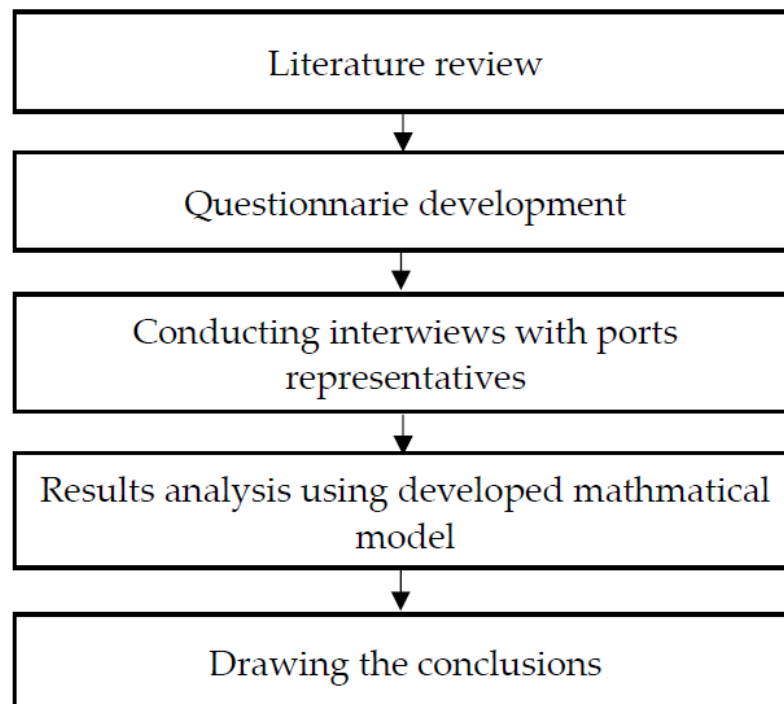 Literature review
Questionnarie development
Conducting interwiews with ports
representatives
Results analysis using developed mathmatical
model
Drawing the conclusions